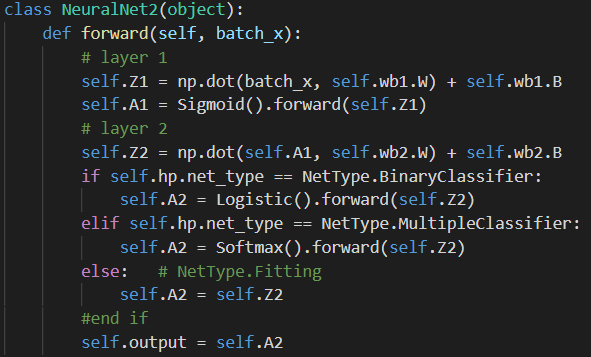 class NeuralNet2(object):
    def forward(self, batch_x):
        # layer 1
        self.Z1 = np.dot(batch_x, self.wb1.W) + self.wb1.B
        self.A1 = Sigmoid().forward(self.Z1)
        # layer 2
        self.Z2 = np.dot(self.A1, self.wb2.W) + self.wb2.B
        if self.hp.net_type == NetType.BinaryClassifier:
            self.A2 = Logistic().forward(self.Z2)
        elif self.hp.net_type == NetType.MultipleClassifier:
            self.A2 = Softmax().forward(self.Z2)
        else:   # NetType.Fitting
            self.A2 = self.Z2
        #end if
        self.output = self.A2